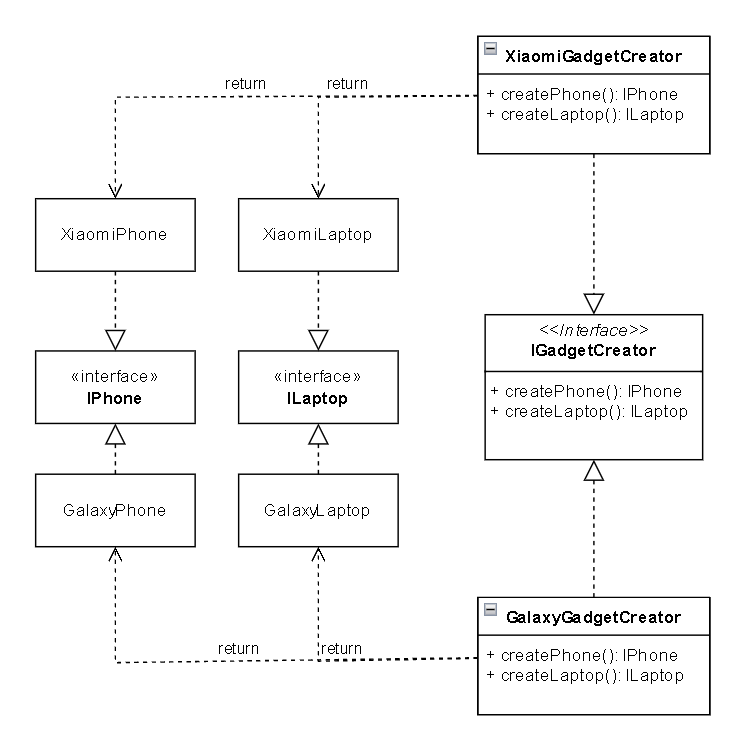 XiaomiGadgetCreator
+ createPhone(): IPhone
+ createLaptop(): ILaptop
return
return
XiaomiPhone
XiaomiLaptop
<<Interface>>
IGadgetCreator
+ createPhone(): IPhone
+ createLaptop(): ILaptop
«interface»
IPhone
«interface»
ILaptop
GalaxyPhone
GalaxyLaptop
GalaxyGadgetCreator
+ createPhone(): IPhone
+ createLaptop(): ILaptop
return
return